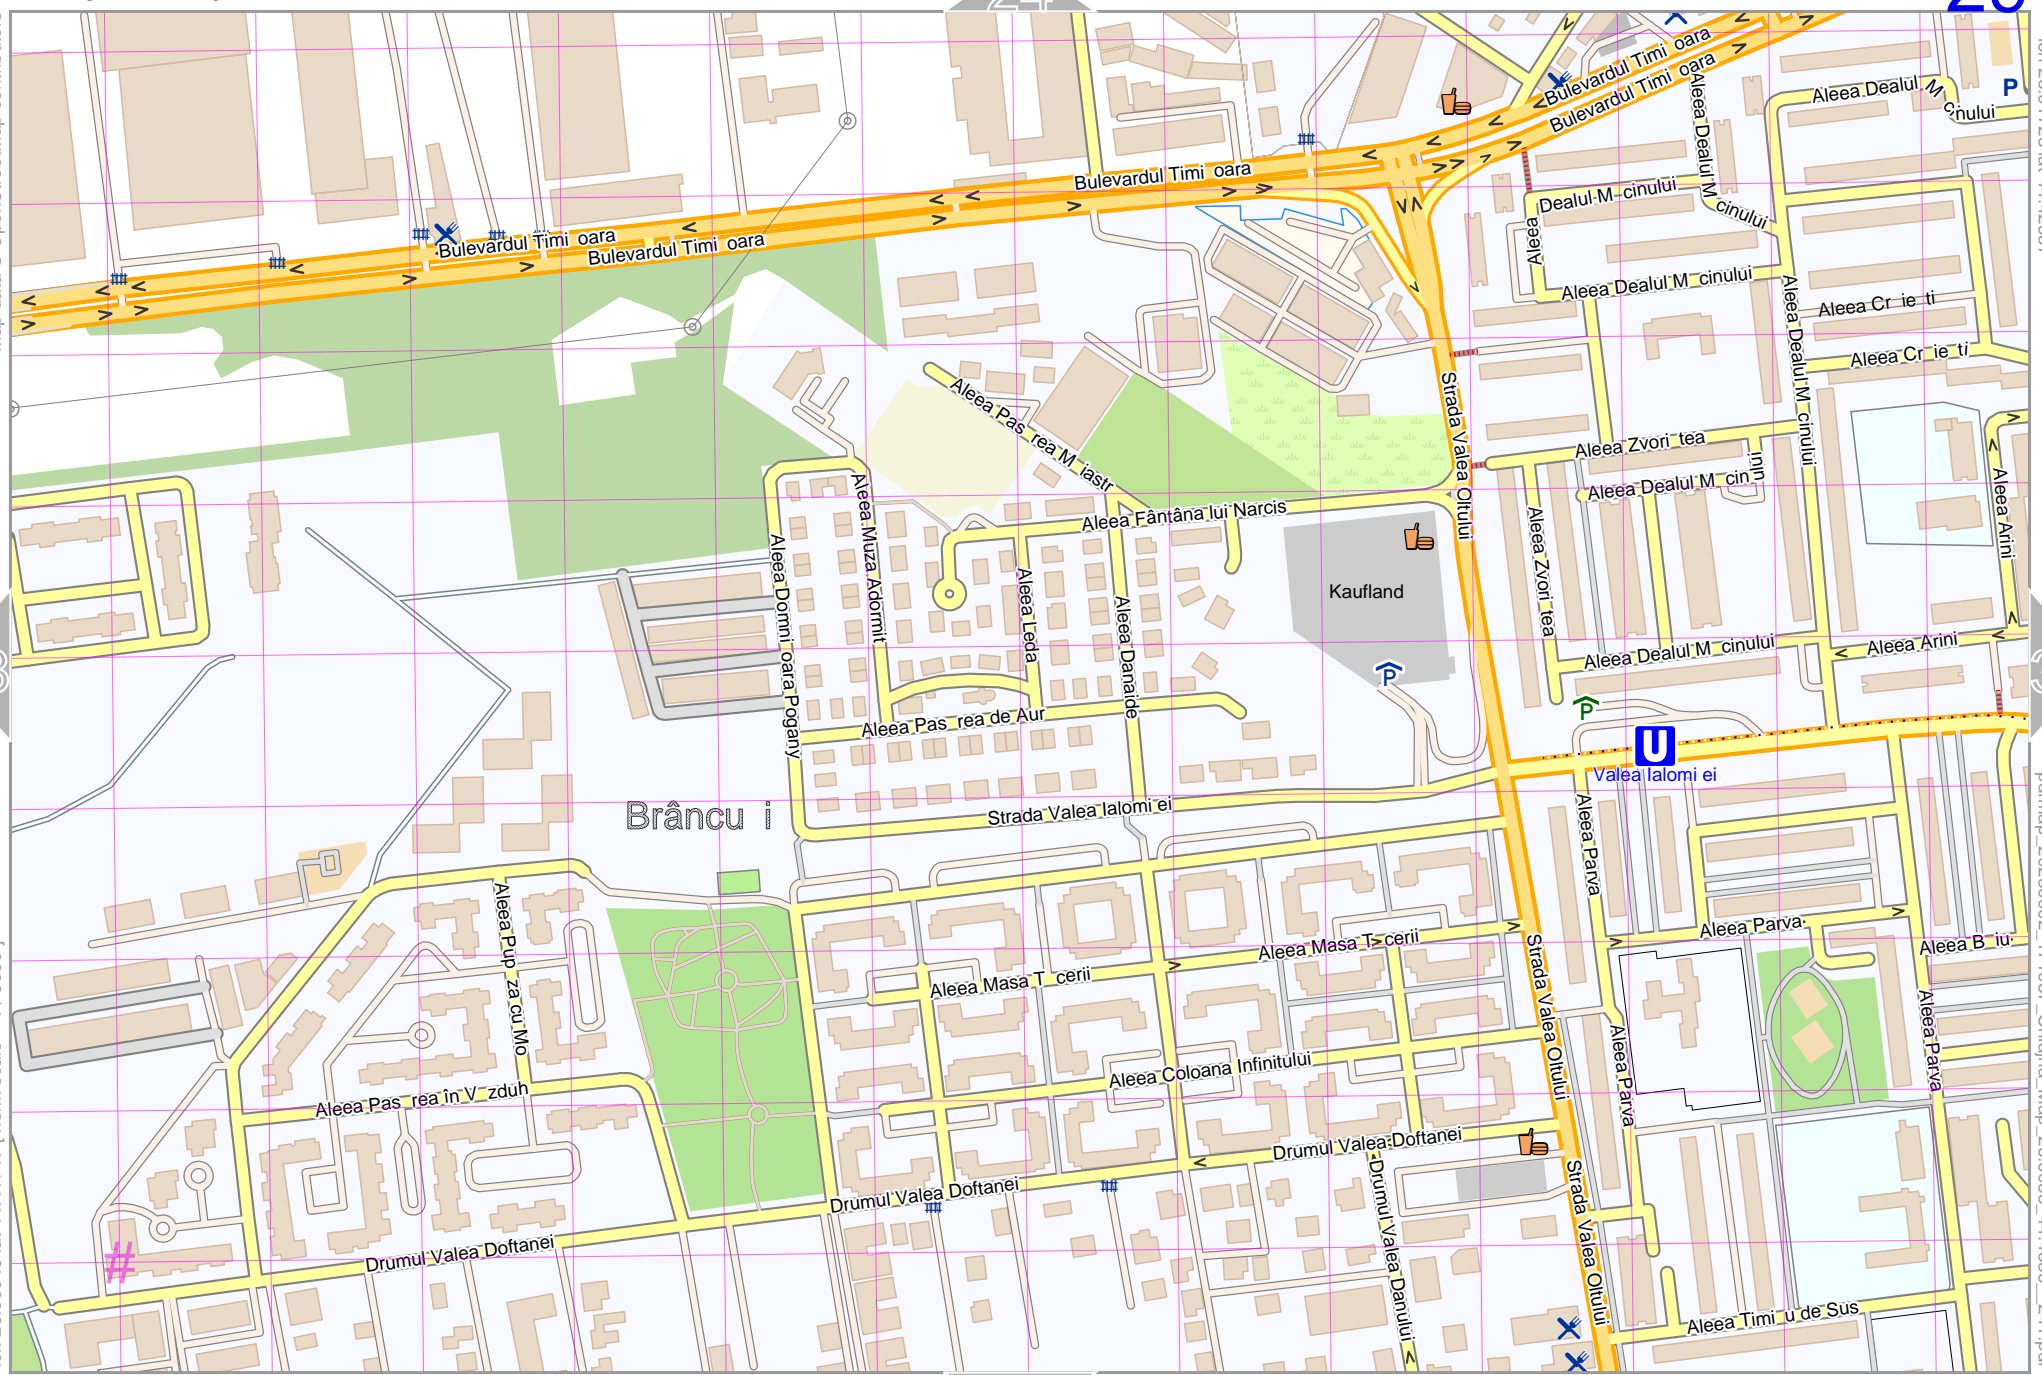 Bulevardul Timi oara
Bulevardul Timi oara
Aleea Dealul M cinului
Aleea Dealul M cinului
P
Bulevardul Timi oara
Dealul M cinului
Aleea
Bulevardul Timi oara
Bulevardul Timi oara
Aleea Dealul M cinului
Aleea Dealul M cinului
Aleea Cr ie ti
Aleea Cr ie ti
Aleea Pas rea M iastr
Strada Valea Oltului
Aleea Zvori tea
Aleea Dealul M cin
ului
Aleea Arini
Aleea Muza Adormit
Aleea Fântâna lui Narcis
Aleea Zvori tea
Aleea Domni oara Pogany
Aleea Leda
Aleea Danaide
Kaufland
Aleea Dealul M cinului
Aleea Arini
P
P
Aleea Pas rea de Aur
U
Valea Ialomi ei
Brâncu i
Strada Valea Ialomi ei
Aleea Parva
Aleea Pup za cu Mo
Aleea Parva
Aleea Masa T cerii
Aleea Masa T cerii
Aleea B iu
Strada Valea Oltului
Aleea Parva
Aleea Parva
Aleea Coloana Infinitului
Aleea Pas rea în V zduh
Drumul Valea Doftanei
Drumul Valea Doftanei
Drumul Valea Doftanei
Drumul Valea Danului
Strada Valea Oltului
#
Aleea Timi u de Sus